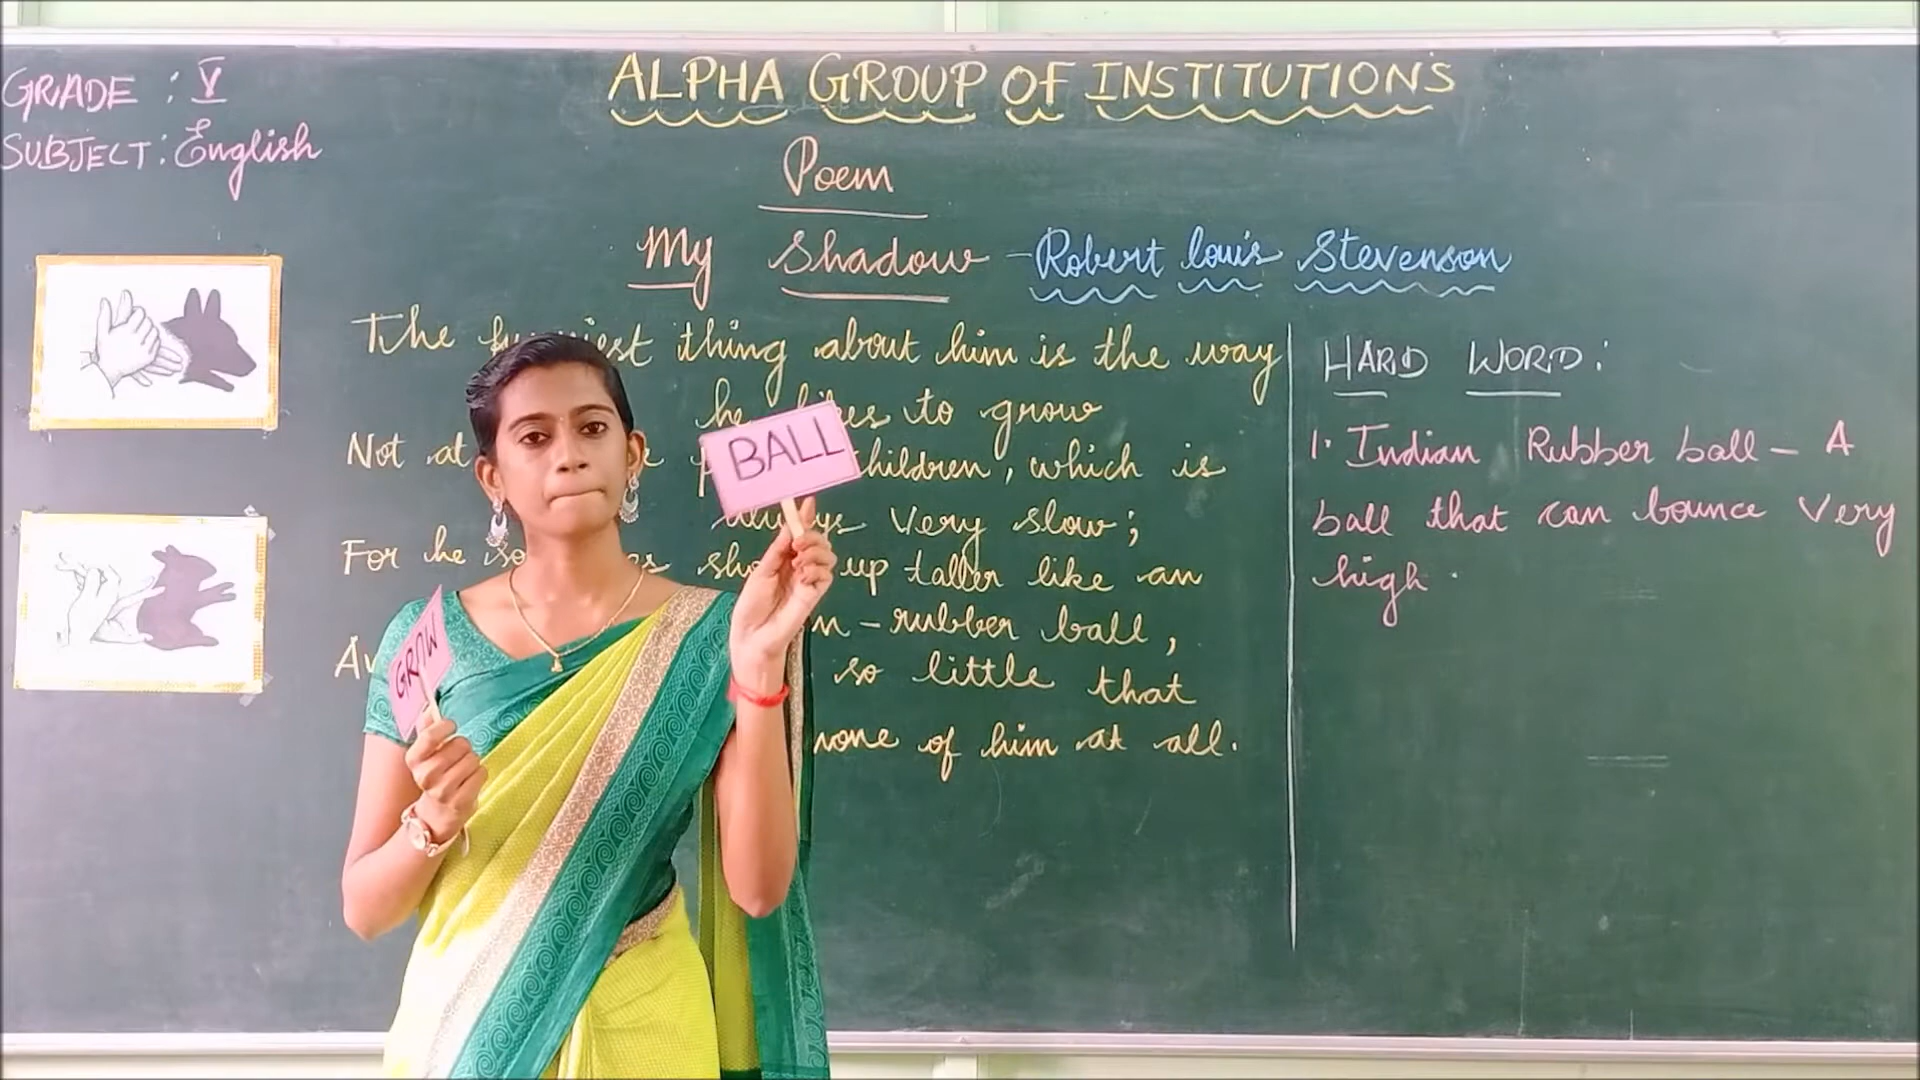 GRADE : V
SUBJECT : English
ALPHA GROUP OF INSTITUTIONS
Poem
My Shadow - Robert louis Stevenson
The thing about him is the way
he likes to grow
Not at children, which is
always very slow;
For he up taller like an
- rubber ball,
so little that
none of him at all.
HARD WORD :
1. Indian Rubber ball - A
ball that can bounce very
high.
BALL
GROW